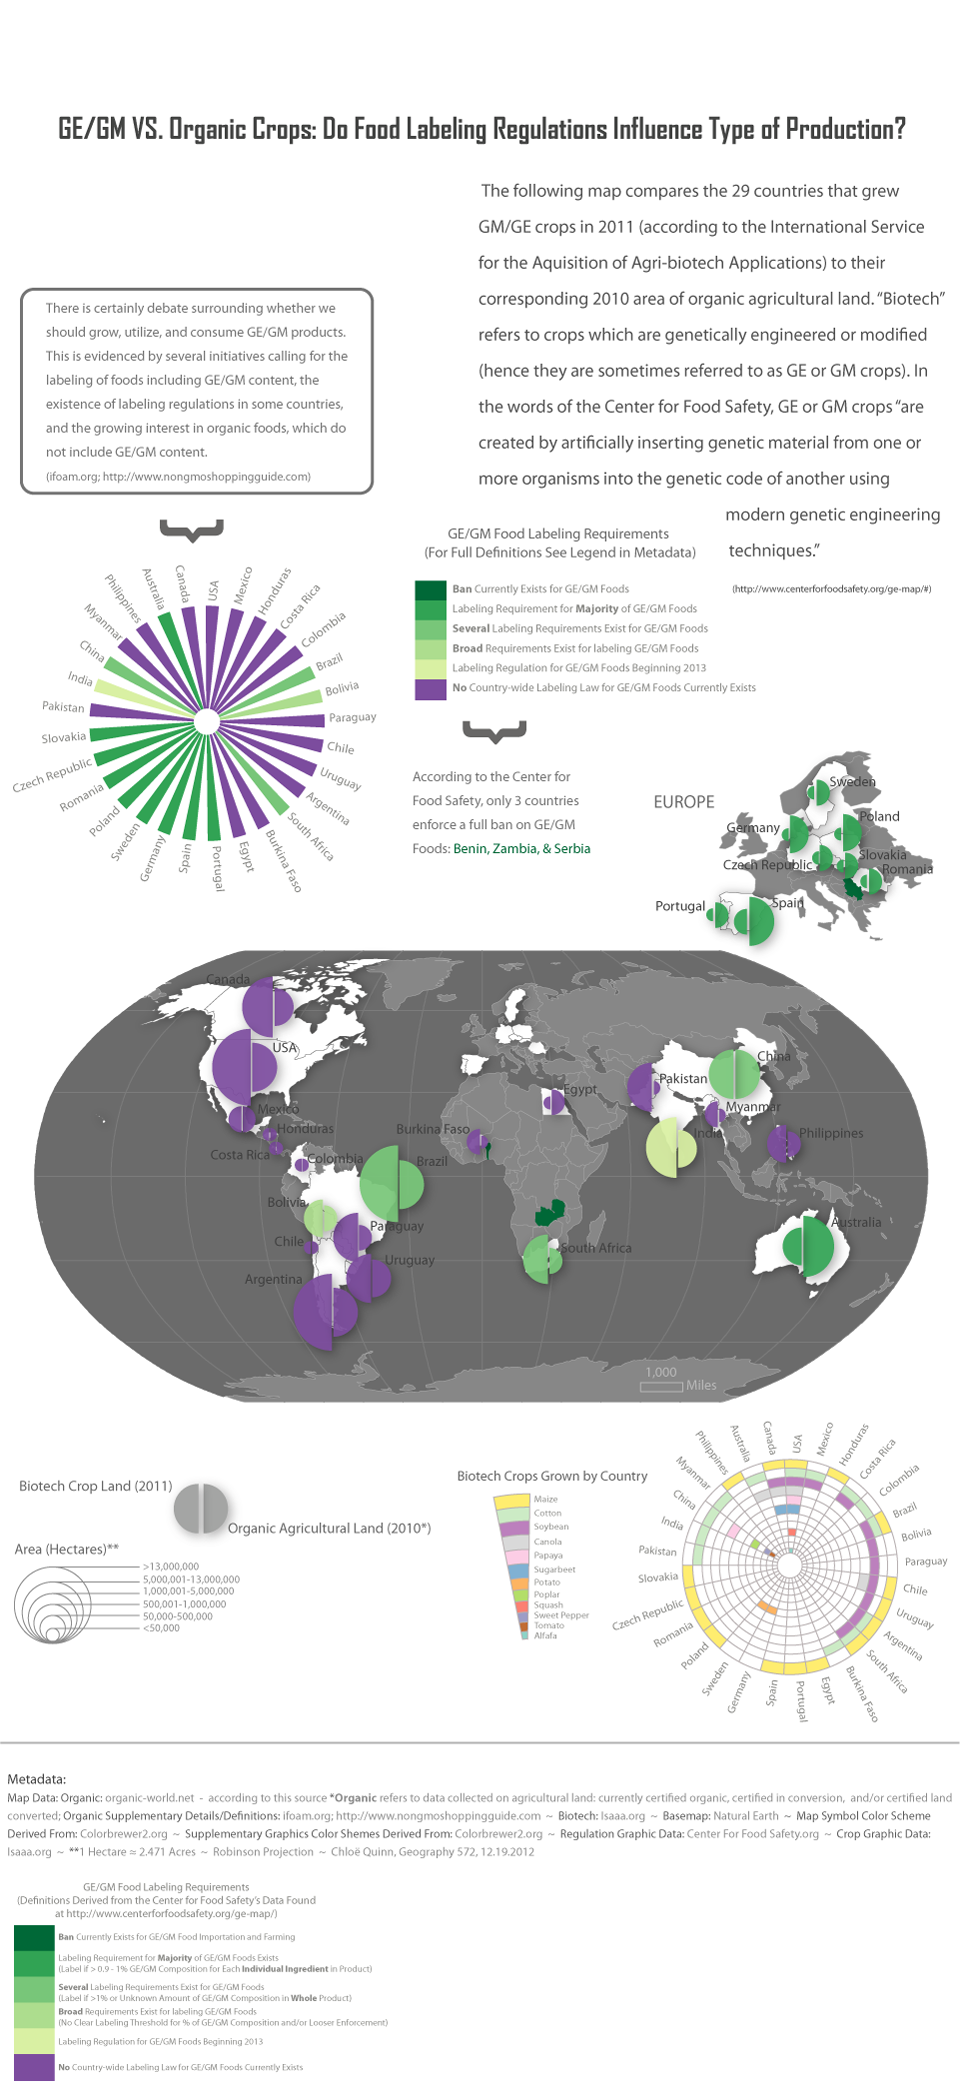 GE/GM VS. Organic Crops: Do Food Labeling Regulations Influence Type of Production?
The following map compares the 29 countries that grew
GM/GE crops in 2011 (according to the International Service
for the Aquisition of Agri-biotech Applications) to their
corresponding 2010 area of organic agricultural land. “Biotech”
refers to crops which are genetically engineered or modified
(hence they are sometimes referred to as GE or GM crops). In
the words of the Center for Food Safety, GE or GM crops “are
created by artificially inserting genetic material from one or
more organisms into the genetic code of another using
modern genetic engineering
techniques.”
(http://www.centerforfoodsafety.org/ge-map/#)
There is certainly debate surrounding whether we
should grow, utilize, and consume GE/GM products.
This is evidenced by several initiatives calling for the
labeling of foods including GE/GM content, the
existence of labeling regulations in some countries,
and the growing interest in organic foods, which do
not include GE/GM content.
(ifoam.org; http://www.nongmoshoppingguide.com)
GE/GM Food Labeling Requirements
(For Full Definitions See Legend in Metadata)
Ban Currently Exists for GE/GM Foods
Labeling Requirement for Majority of GE/GM Foods
Several Labeling Requirements Exist for GE/GM Foods
Broad Requirements Exist for labeling GE/GM Foods
Labeling Regulation for GE/GM Foods Beginning 2013
No Country-wide Labeling Law for GE/GM Foods Currently Exists
Canada
USA
Mexico
Honduras
Costa Rica
Colombia
Brazil
Bolivia
Paraguay
Chile
Uruguay
Argentina
South Africa
Burkina Faso
Egypt
Portugal
Spain
Germany
Sweden
Poland
Romania
Czech Republic
Slovakia
Pakistan
India
China
Myanmar
Philippines
Australia
According to the Center for
Food Safety, only 3 countries
enforce a full ban on GE/GM
Foods: Benin, Zambia, & Serbia
EUROPE
Sweden
Poland
Germany
Slovakia
Czech Republic
Romania
Portugal
Spain
Canada
USA
Mexico
Honduras
Costa Rica
Colombia
Brazil
Bolivia
Paraguay
Chile
Uruguay
Argentina
Egypt
Burkina Faso
South Africa
Pakistan
China
Myanmar
India
Philippines
Australia
1,000
Miles
Biotech Crop Land (2011)
Organic Agricultural Land (2010*)
Area (Hectares)**
>13,000,000
5,000,001-13,000,000
1,000,001-5,000,000
500,001-1,000,000
50,000-500,000
<50,000
Biotech Crops Grown by Country
Maize
Cotton
Soybean
Canola
Papaya
Sugarbeet
Potato
Poplar
Squash
Sweet Pepper
Tomato
Alfafa
Canada
USA
Mexico
Honduras
Costa Rica
Colombia
Brazil
Bolivia
Paraguay
Chile
Uruguay
Argentina
South Africa
Burkina Faso
Egypt
Portugal
Spain
Germany
Sweden
Poland
Romania
Czech Republic
Slovakia
Pakistan
India
China
Myanmar
Philippines
Australia
Metadata:
Map Data: Organic: organic-world.net - according to this source *Organic refers to data collected on agricultural land: currently certified organic, certified in conversion, and/or certified land
converted; Organic Supplementary Details/Definitions: ifoam.org; http://www.nongmoshoppingguide.com ~ Biotech: Isaaa.org ~ Basemap: Natural Earth ~ Map Symbol Color Scheme
Derived From: Colorbrewer2.org ~ Supplementary Graphics Color Shemes Derived From: Colorbrewer2.org ~ Regulation Graphic Data: Center For Food Safety.org ~ Crop Graphic Data:
Isaaa.org ~ **1 Hectare ≈ 2.471 Acres ~ Robinson Projection ~ Chloë Quinn, Geography 572, 12.19.2012
GE/GM Food Labeling Requirements
(Definitions Derived from the Center for Food Safety's Data Found
at http://www.centerforfoodsafety.org/ge-map/)
Ban Currently Exists for GE/GM Food Importation and Farming
Labeling Requirement for Majority of GE/GM Foods Exists
(Label if > 0.9 - 1% GE/GM Composition for Each Individual Ingredient in Product)
Several Labeling Requirements Exist for GE/GM Foods
(Label if >1% or Unknown Amount of GE/GM Composition in Whole Product)
Broad Requirements Exist for labeling GE/GM Foods
(No Clear Labeling Threshold for % of GE/GM Composition and/or Looser Enforcement)
Labeling Regulation for GE/GM Foods Beginning 2013
No Country-wide Labeling Law for GE/GM Foods Currently Exists